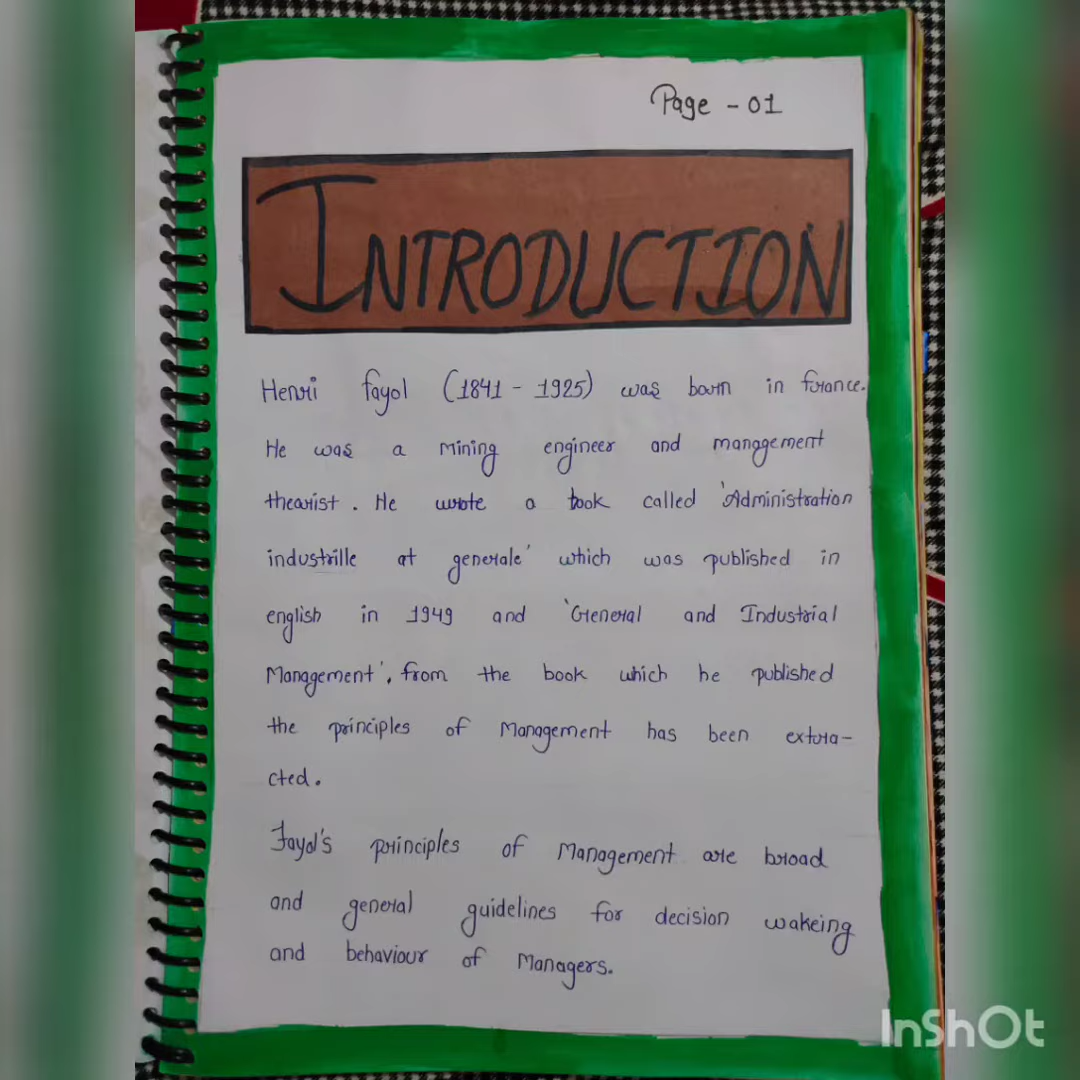 Page - 01
INTRODUCTION
Henri Fayol (1841 - 1925) was born in france.
He was a mining engineer and management
theorist. He wrote a book called 'Administration
industrille at generale' which was published in
english in 1949 and 'General and Industrial
Management', from the book which he published
the principles of Management has been extra-
cted.
Fayol's principles of Management are broad
and general guidelines for decision wakeing
and behaviour of Managers.
InShOt